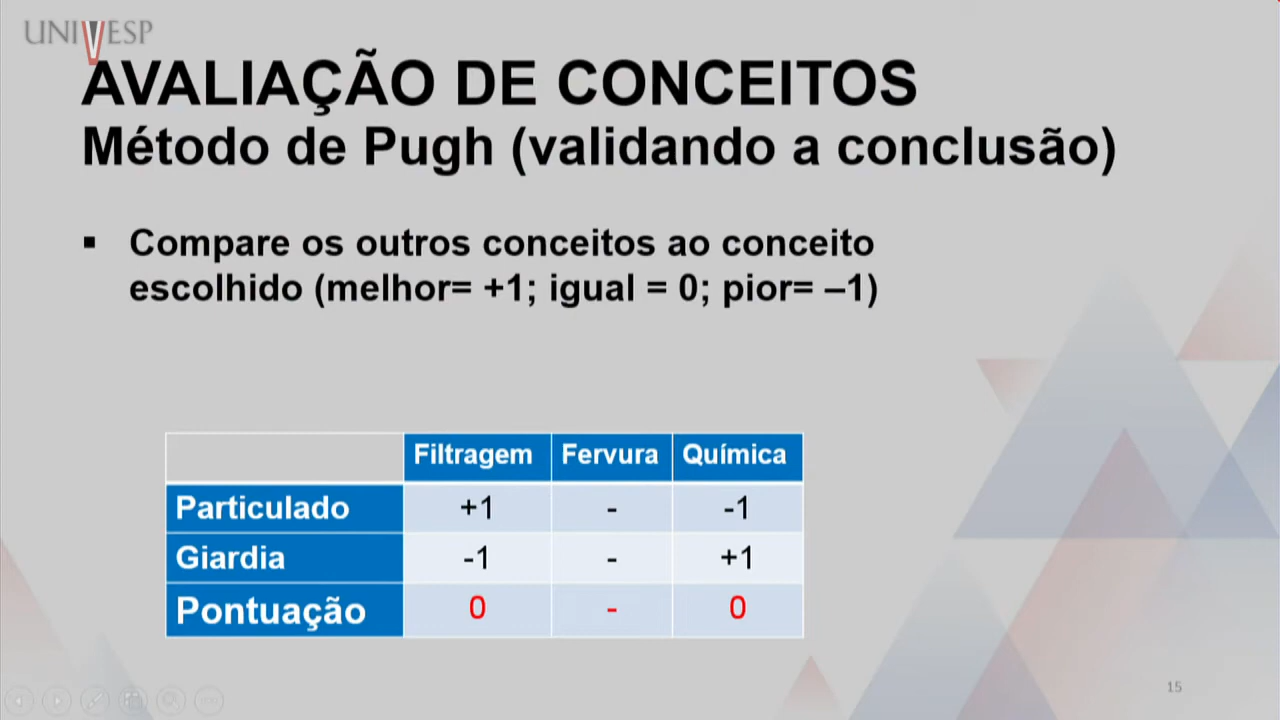 UNIVESP
AVALIAÇÃO DE CONCEITOS
Método de Pugh (validando a conclusão)
▪ Compare os outros conceitos ao conceito
escolhido (melhor= +1; igual = 0; pior= –1)
Filtragem Fervura Química
Particulado +1 - -1
Giardia -1 - +1
Pontuação 0 - 0
15